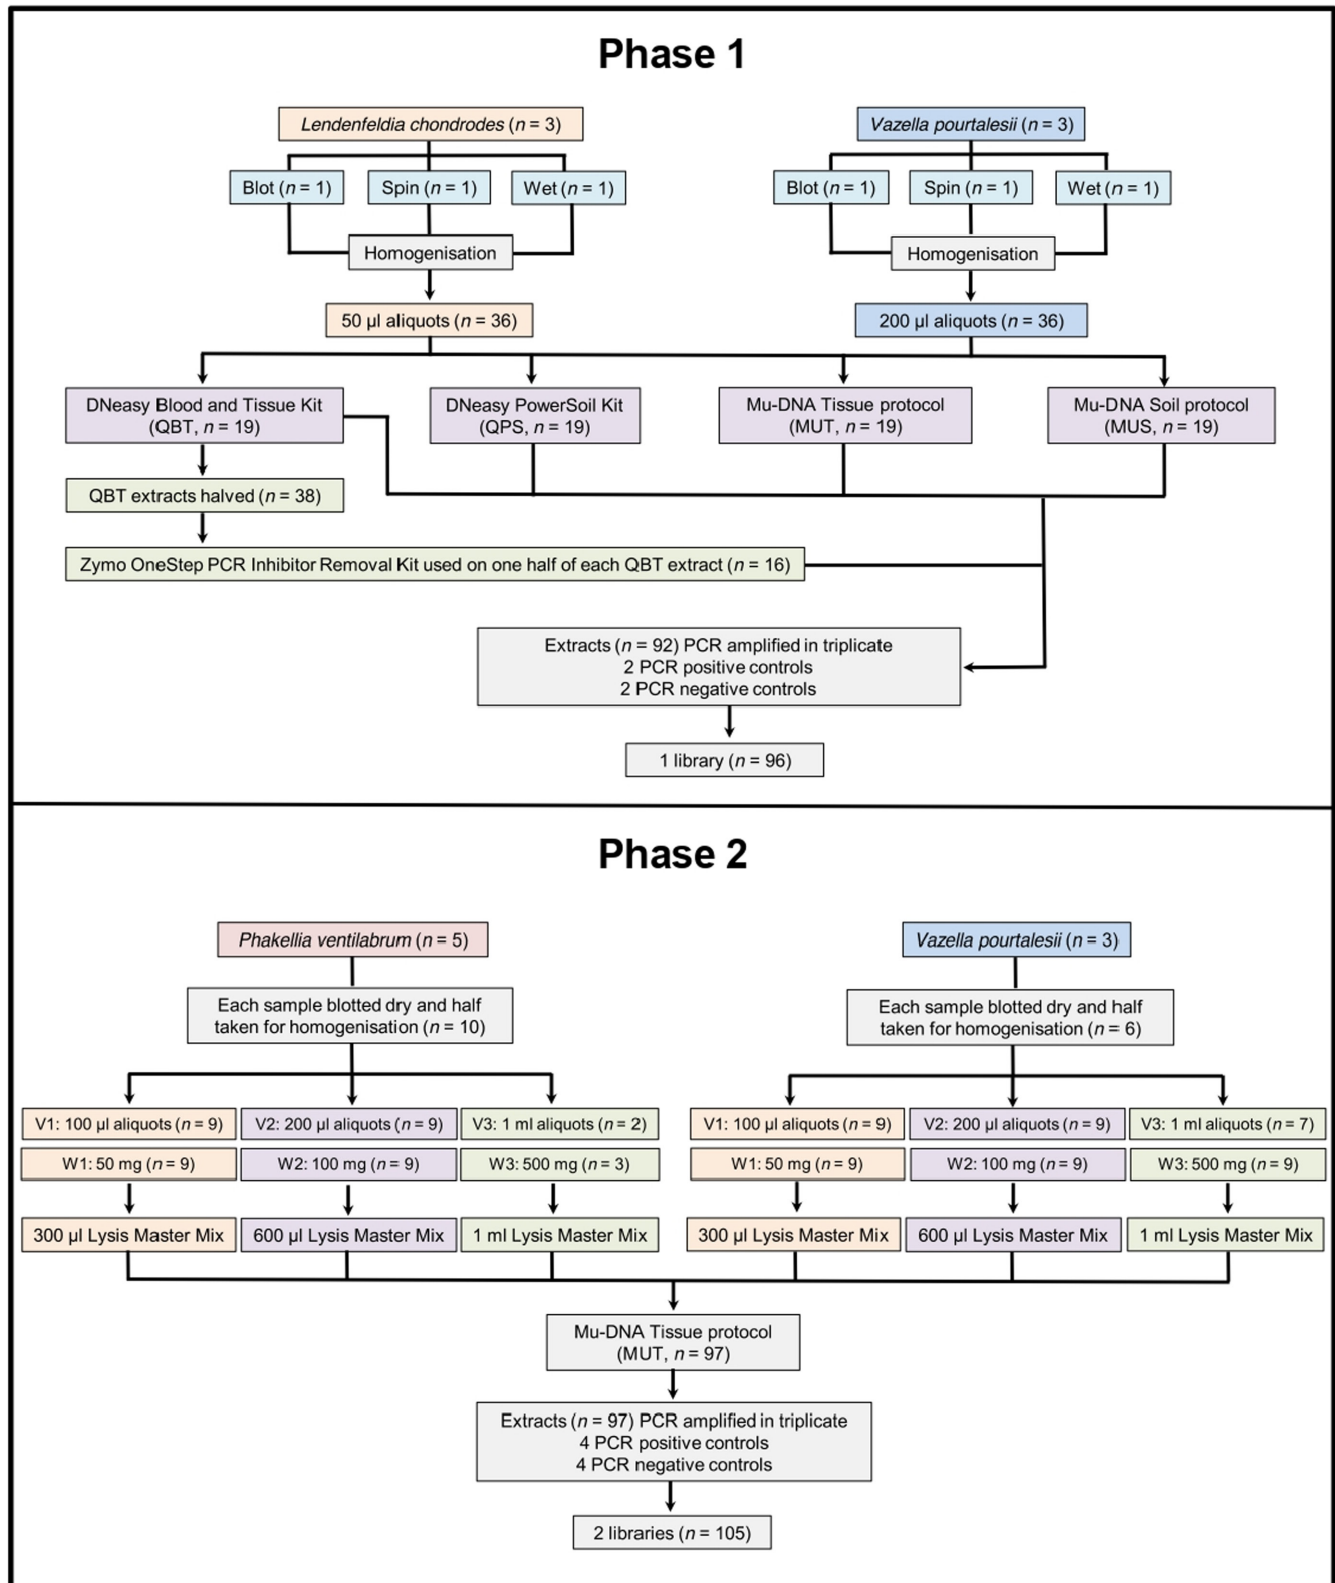 Phase 1
Lendenfeldia chondrodes (n = 3)
Vazella pourtalesii (n = 3)
Blot (n = 1)
Spin (n = 1)
Wet (n = 1)
Blot (n = 1)
Spin (n = 1)
Wet (n = 1)
Homogenisation
Homogenisation
50 µl aliquots (n = 36)
200 µl aliquots (n = 36)
DNeasy Blood and Tissue Kit
(QBT, n = 19)
DNeasy PowerSoil Kit
(QPS, n = 19)
Mu-DNA Tissue protocol
(MUT, n = 19)
Mu-DNA Soil protocol
(MUS, n = 19)
QBT extracts halved (n = 38)
Zymo OneStep PCR Inhibitor Removal Kit used on one half of each QBT extract (n = 16)
Extracts (n = 92) PCR amplified in triplicate
2 PCR positive controls
2 PCR negative controls
1 library (n = 96)
Phase 2
Phakellia ventilabrum (n = 5)
Vazella pourtalesii (n = 3)
Each sample blotted dry and half
taken for homogenisation (n = 10)
Each sample blotted dry and half
taken for homogenisation (n = 6)
V1: 100 µl aliquots (n = 9)
V2: 200 µl aliquots (n = 9)
V3: 1 ml aliquots (n = 2)
V1: 100 µl aliquots (n = 9)
V2: 200 µl aliquots (n = 9)
V3: 1 ml aliquots (n = 7)
W1: 50 mg (n = 9)
W2: 100 mg (n = 9)
W3: 500 mg (n = 3)
W1: 50 mg (n = 9)
W2: 100 mg (n = 9)
W3: 500 mg (n = 9)
300 µl Lysis Master Mix
600 µl Lysis Master Mix
1 ml Lysis Master Mix
300 µl Lysis Master Mix
600 µl Lysis Master Mix
1 ml Lysis Master Mix
Mu-DNA Tissue protocol
(MUT, n = 97)
Extracts (n = 97) PCR amplified in triplicate
4 PCR positive controls
4 PCR negative controls
2 libraries (n = 105)